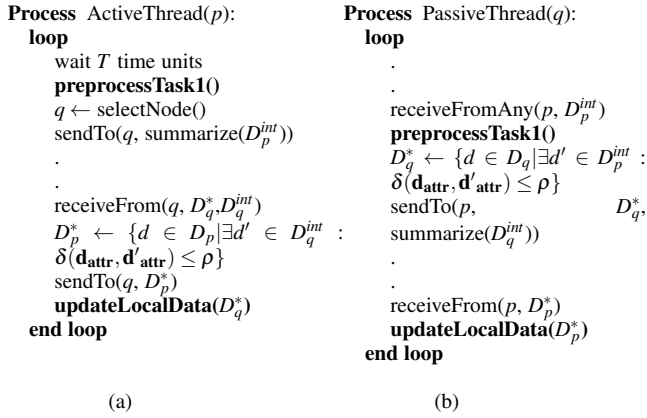 Process ActiveThread(p):
loop
wait T time units
preprocessTask1()
q ← selectNode()
sendTo(q, summarize(D_p^int))
.
.
receiveFrom(q, D_q^*,D_q^int)
D_p^* ← {d ∈ D_p|∃d′ ∈ D_q^int :
δ(d_attr, d′_attr) ≤ ρ}
sendTo(q, D_p^*)
updateLocalData(D_q^*)
end loop
(a)
Process PassiveThread(q):
loop
.
.
receiveFromAny(p, D_p^int)
preprocessTask1()
D_q^* ← {d ∈ D_q|∃d′ ∈ D_p^int :
δ(d_attr, d′_attr) ≤ ρ}
sendTo(p, D_q^*,
summarize(D_q^int))
.
.
receiveFrom(p, D_p^*)
updateLocalData(D_p^*)
end loop
(b)